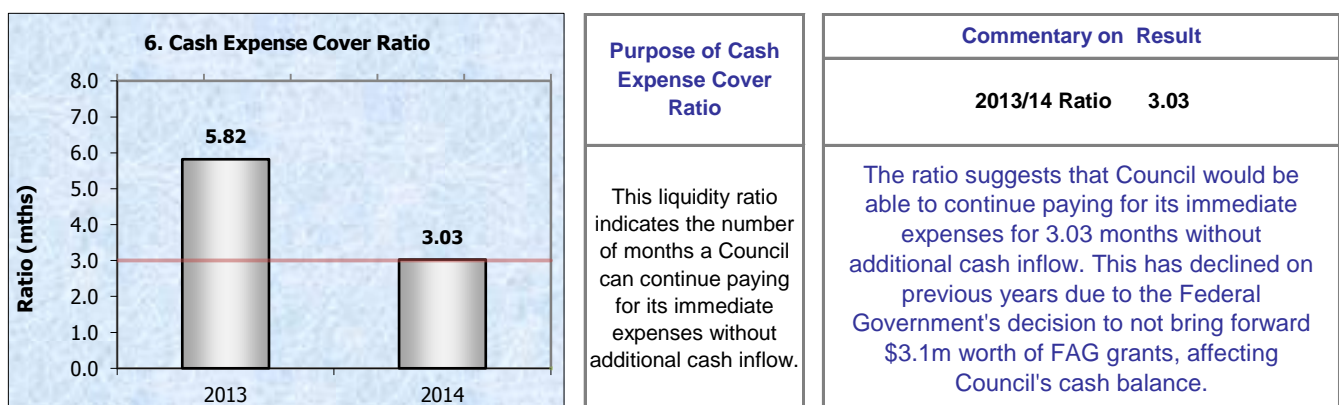 6. Cash Expense Cover Ratio
8.0
7.0
6.0
5.0
4.0
3.0
2.0
1.0
0.0
Ratio (mths)
5.82
3.03
2013
2014
Purpose of Cash
Expense Cover
Ratio
This liquidity ratio
indicates the number
of months a Council
can continue paying
for its immediate
expenses without
additional cash inflow.
Commentary on Result
2013/14 Ratio 3.03
The ratio suggests that Council would be
able to continue paying for its immediate
expenses for 3.03 months without
additional cash inflow. This has declined on
previous years due to the Federal
Government's decision to not bring forward
$3.1m worth of FAG grants, affecting
Council's cash balance.